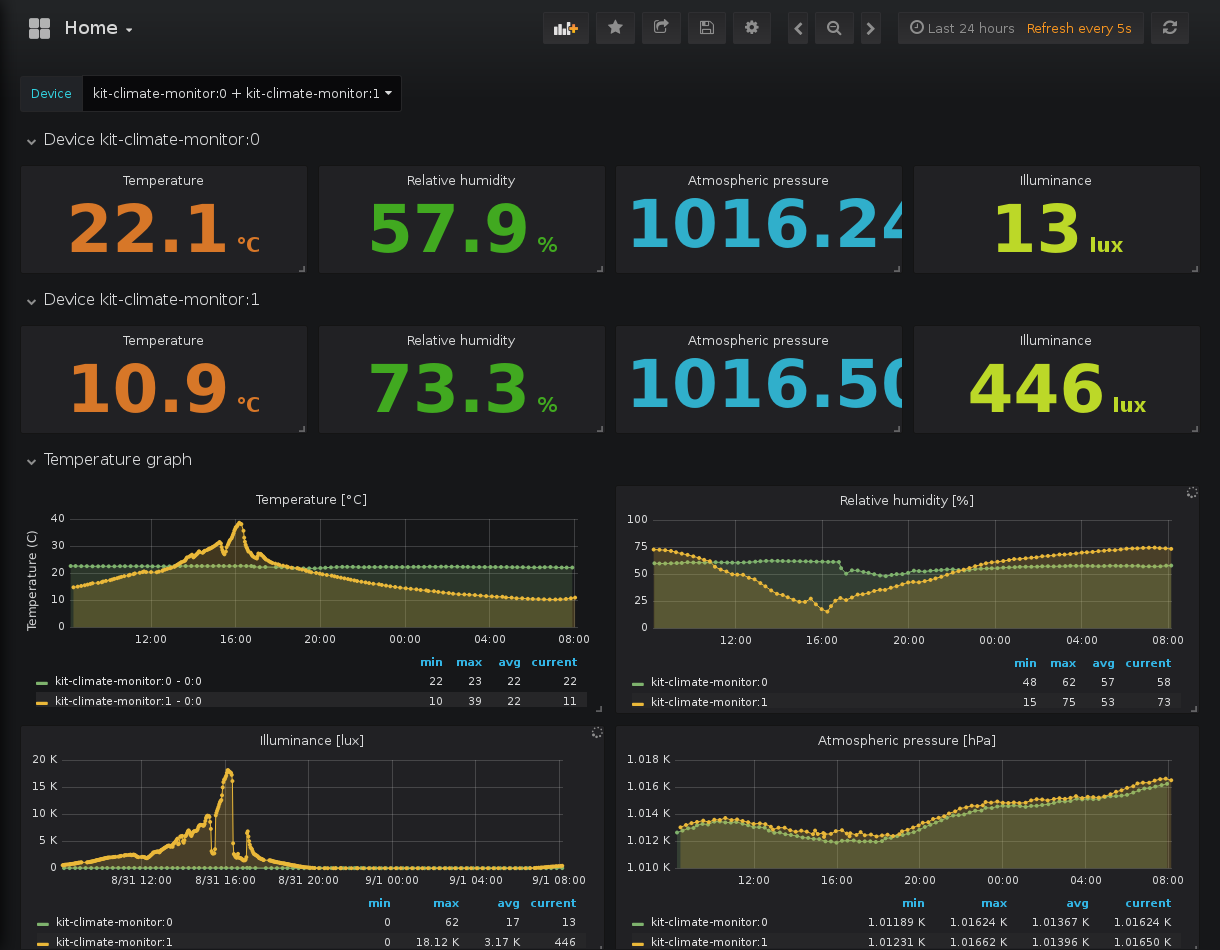 Home
Last 24 hours Refresh every 5s
Device kit-climate-monitor:0 + kit-climate-monitor:1
Device kit-climate-monitor:0
Temperature Relative humidity Atmospheric pressure Illuminance
22.1 °C 57.9 % 1016.24 13 lux
Device kit-climate-monitor:1
Temperature Relative humidity Atmospheric pressure Illuminance
10.9 °C 73.3 % 1016.50 446 lux
Temperature graph
Temperature [°C]
Temperature (C)
40
30
20
10
0
12:00 16:00 20:00 00:00 04:00 08:00
min max avg current
kit-climate-monitor:0 - 0:0 22 23 22 22
kit-climate-monitor:1 - 0:0 10 39 22 11
Relative humidity [%]
100
75
50
25
0
12:00 16:00 20:00 00:00 04:00 08:00
min max avg current
kit-climate-monitor:0 48 62 57 58
kit-climate-monitor:1 15 75 53 73
Illuminance [lux]
20 K
15 K
10 K
5 K
0
8/31 12:00 8/31 16:00 8/31 20:00 9/1 00:00 9/1 04:00 9/1 08:00
min max avg current
kit-climate-monitor:0 0 62 17 13
kit-climate-monitor:1 0 18.12 K 3.17 K 446
Atmospheric pressure [hPa]
1.018 K
1.016 K
1.014 K
1.012 K
1.010 K
12:00 16:00 20:00 00:00 04:00 08:00
min max avg current
kit-climate-monitor:0 1.01189 K 1.01624 K 1.01367 K 1.01624 K
kit-climate-monitor:1 1.01231 K 1.01662 K 1.01396 K 1.01650 K